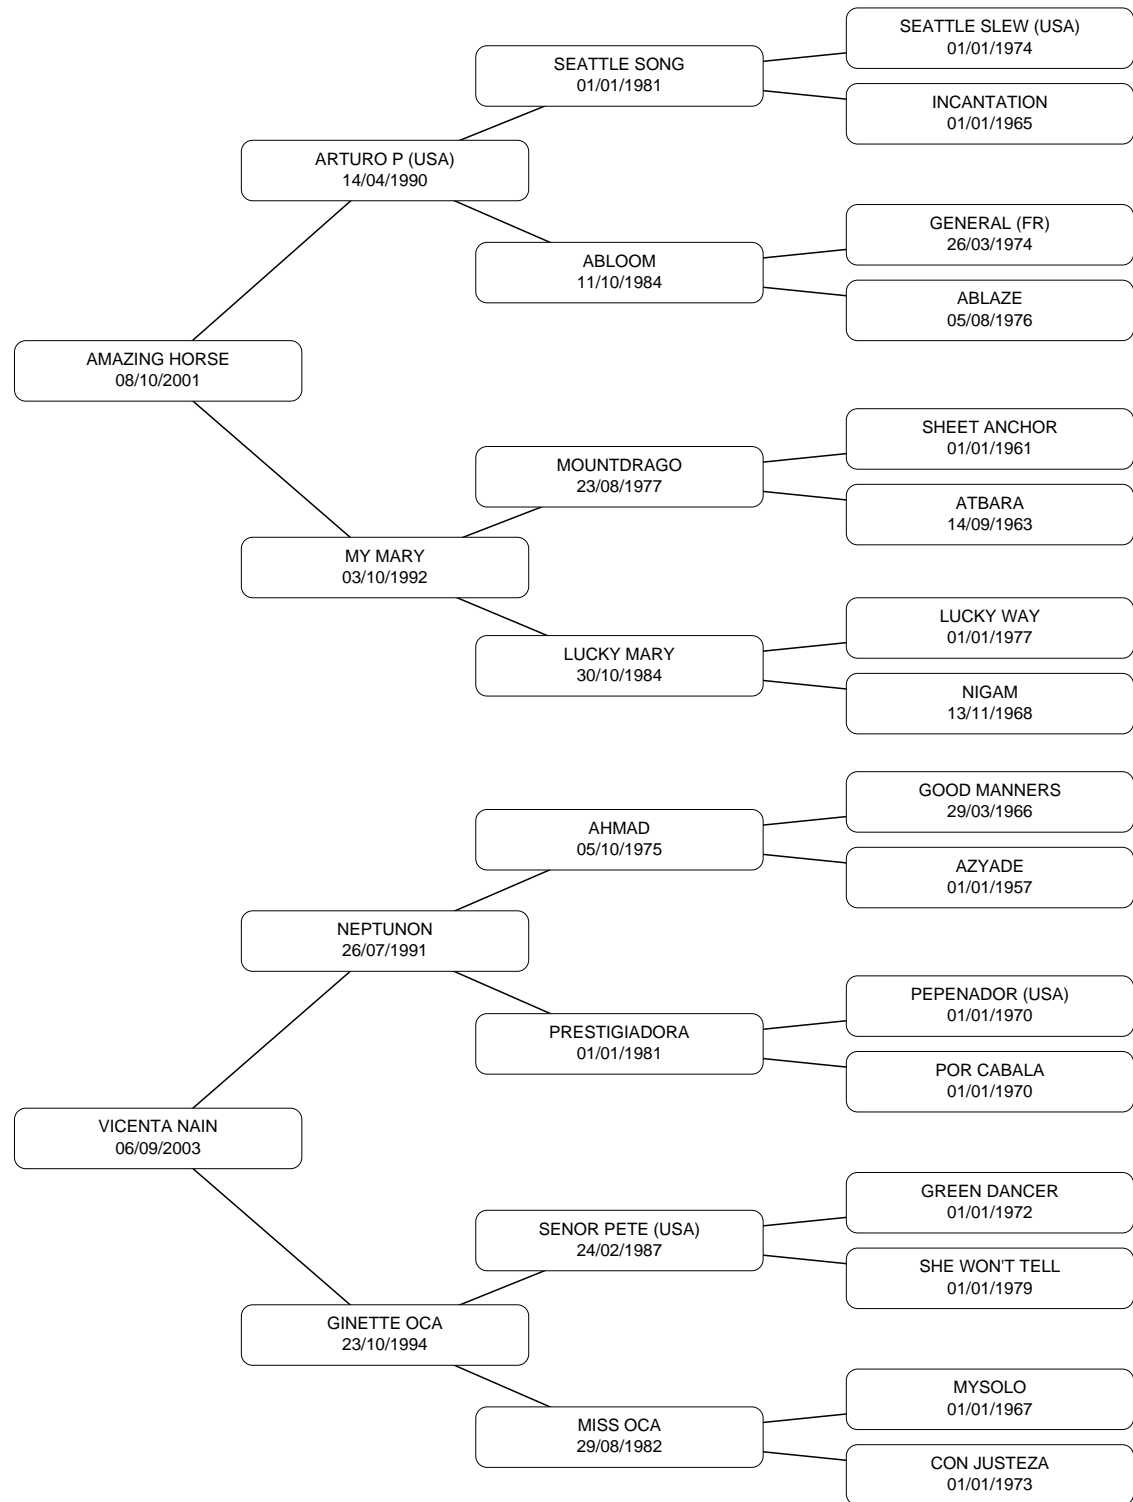 SEATTLE SLEW (USA)
01/01/1974
SEATTLE SONG
01/01/1981
INCANTATION
01/01/1965
ARTURO P (USA)
14/04/1990
GENERAL (FR)
26/03/1974
ABLOOM
11/10/1984
ABLAZE
05/08/1976
AMAZING HORSE
08/10/2001
SHEET ANCHOR
01/01/1961
MOUNTDRAGO
23/08/1977
ATBARA
14/09/1963
MY MARY
03/10/1992
LUCKY WAY
01/01/1977
LUCKY MARY
30/10/1984
NIGAM
13/11/1968
GOOD MANNERS
29/03/1966
AHMAD
05/10/1975
AZYADE
01/01/1957
NEPTUNON
26/07/1991
PEPENADOR (USA)
01/01/1970
PRESTIGIADORA
01/01/1981
POR CABALA
01/01/1970
VICENTA NAIN
06/09/2003
GREEN DANCER
01/01/1972
SENOR PETE (USA)
24/02/1987
SHE WON'T TELL
01/01/1979
GINETTE OCA
23/10/1994
MYSOLO
01/01/1967
MISS OCA
29/08/1982
CON JUSTEZA
01/01/1973